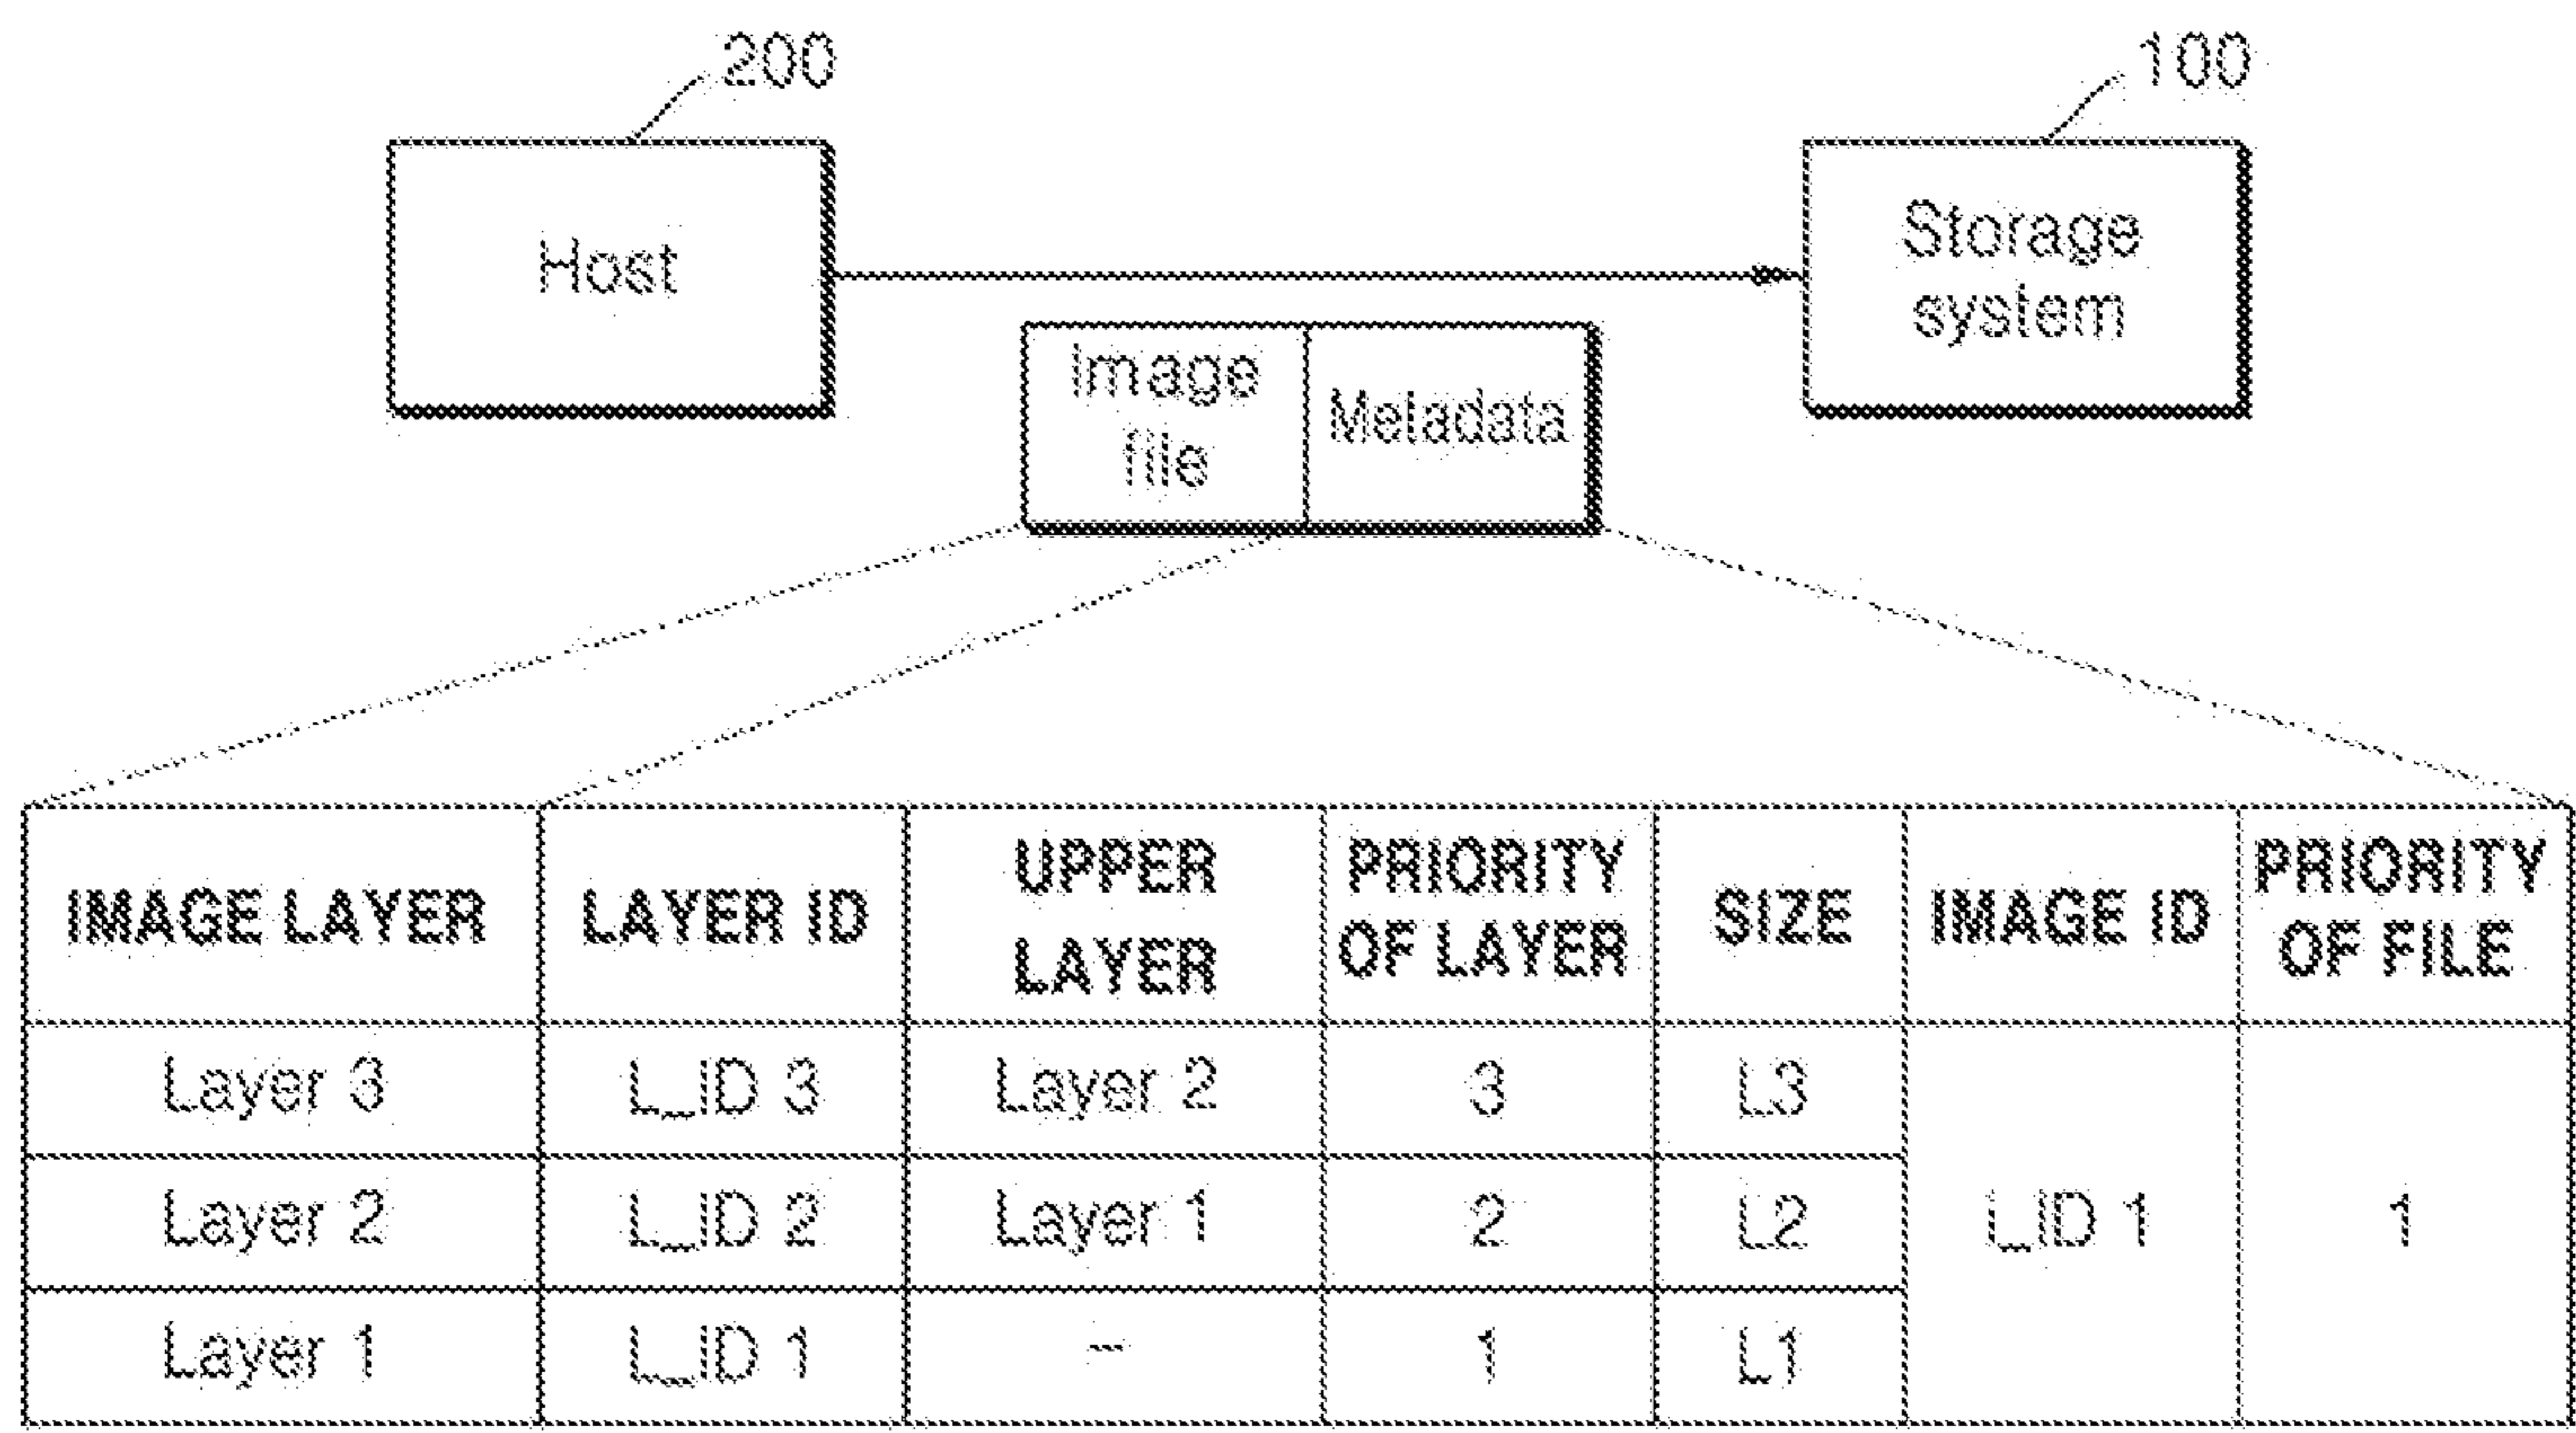 200
100
Host
Storage
system
Image
file
Metadata
IMAGE LAYER
LAYER ID
UPPER
LAYER
PRIORITY
OF LAYER
SIZE
IMAGE ID
PRIORITY
OF FILE
Layer 3 L_ID 3 Layer 2 3 L3
Layer 2 L_ID 2 Layer 1 2 L2 I_ID 1 1
Layer 1 L_ID 1 - 1 L1